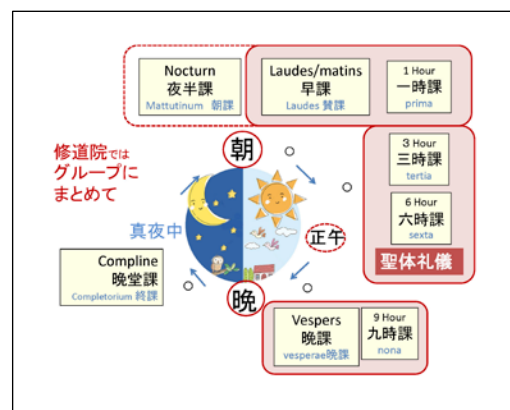 Nocturn
夜半課
Mattutinum 朝課
Laudes/matins
早課
Laudes 賛課
1 Hour
一時課
prima
修道院では
グループに
まとめて
朝
3 Hour
三時課
tertia
6 Hour
六時課
sexta
聖体礼儀
真夜中
正午
Compline
晩堂課
Completorium 終課
晩
Vespers
晩課
vesperae晩課
9 Hour
九時課
nona